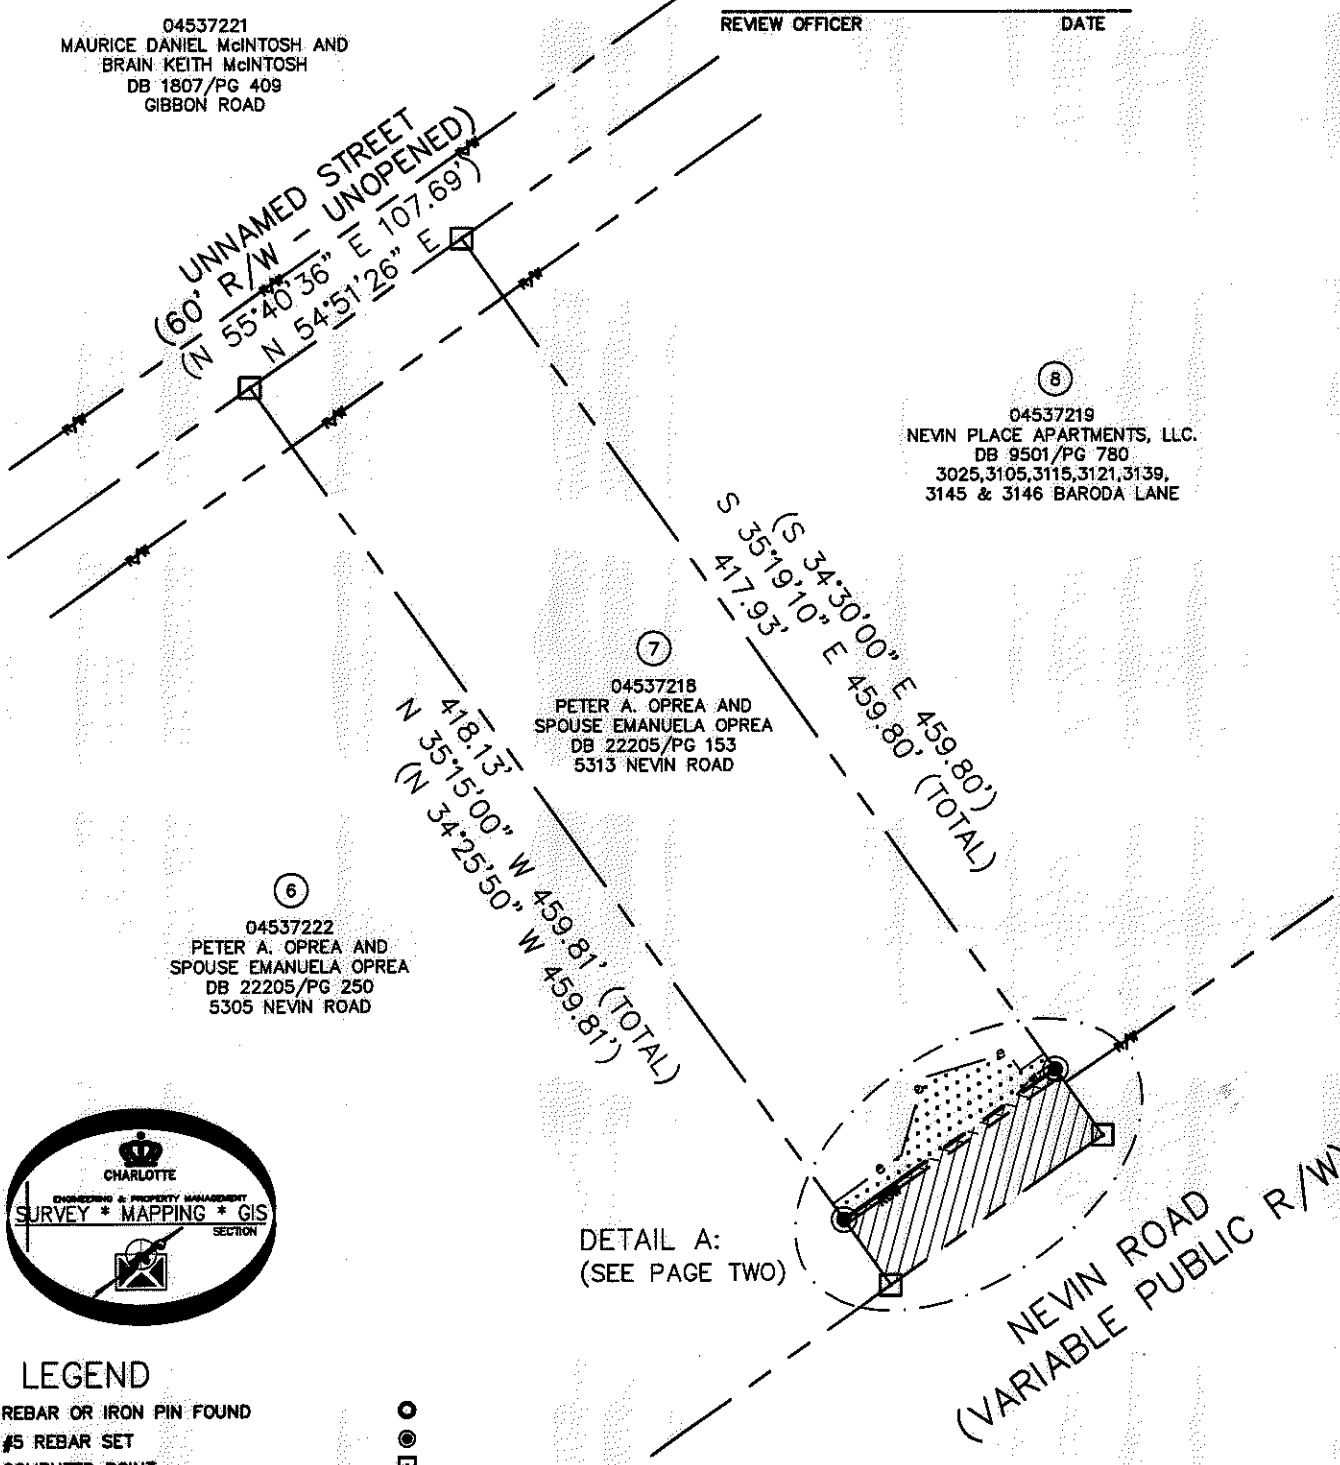 04537221
MAURICE DANIEL McINTOSH AND
BRAIN KEITH McINTOSH
DB 1807/PG 409
GIBBON ROAD
REVIEW OFFICER DATE
UNNAMED STREET
(60' R/W - UNOPENED)
(N 55°40'36" E 107.69')
N 54°51'26" E
R/W
R/W
R/W
R/W
R/W
R/W
8
04537219
NEVIN PLACE APARTMENTS, LLC.
DB 9501/PG 780
3025,3105,3115,3121,3139,
3145 & 3146 BARODA LANE
(S 34°30'00" E 459.80')
S 35°19'10" E 459.80' (TOTAL)
417.93'
7
04537218
PETER A. OPREA AND
SPOUSE EMANUELA OPREA
DB 22205/PG 153
5313 NEVIN ROAD
418.13'
N 35°15'00" W 459.81' (TOTAL)
(N 34°25'50" W 459.81')
6
04537222
PETER A. OPREA AND
SPOUSE EMANUELA OPREA
DB 22205/PG 250
5305 NEVIN ROAD
R/W
R/W
DETAIL A:
(SEE PAGE TWO)
NEVIN ROAD
(VARIABLE PUBLIC R/W)
CHARLOTTE
ENGINEERING & PROPERTY MANAGEMENT
SURVEY * MAPPING * GIS
SECTION
LEGEND
REBAR OR IRON PIN FOUND
#5 REBAR SET
COMPUTED POINT